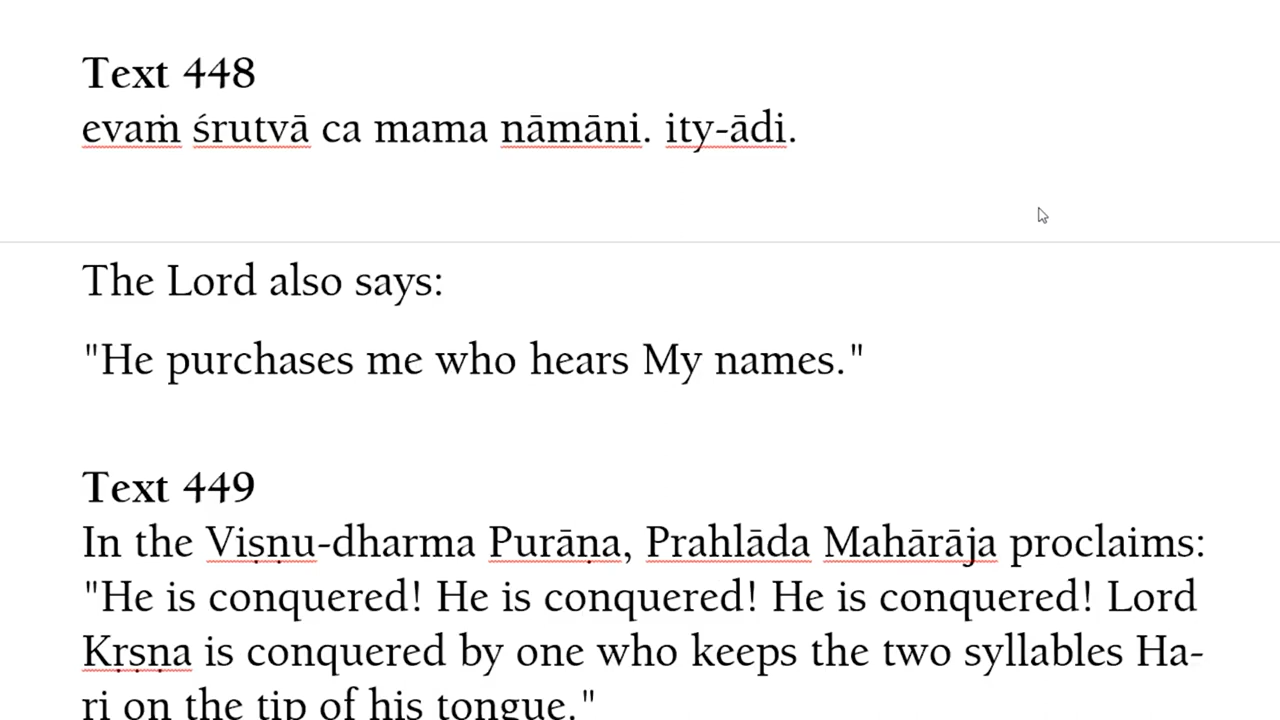 Text 448
evaṁ śrutvā ca mama nāmāni. ity-ādi.
The Lord also says:
"He purchases me who hears My names."
Text 449
In the Viṣṇu-dharma Purāṇa, Prahlāda Mahārāja proclaims:
"He is conquered! He is conquered! He is conquered! Lord
Kṛṣṇa is conquered by one who keeps the two syllables Ha-
ri on the tip of his tongue."